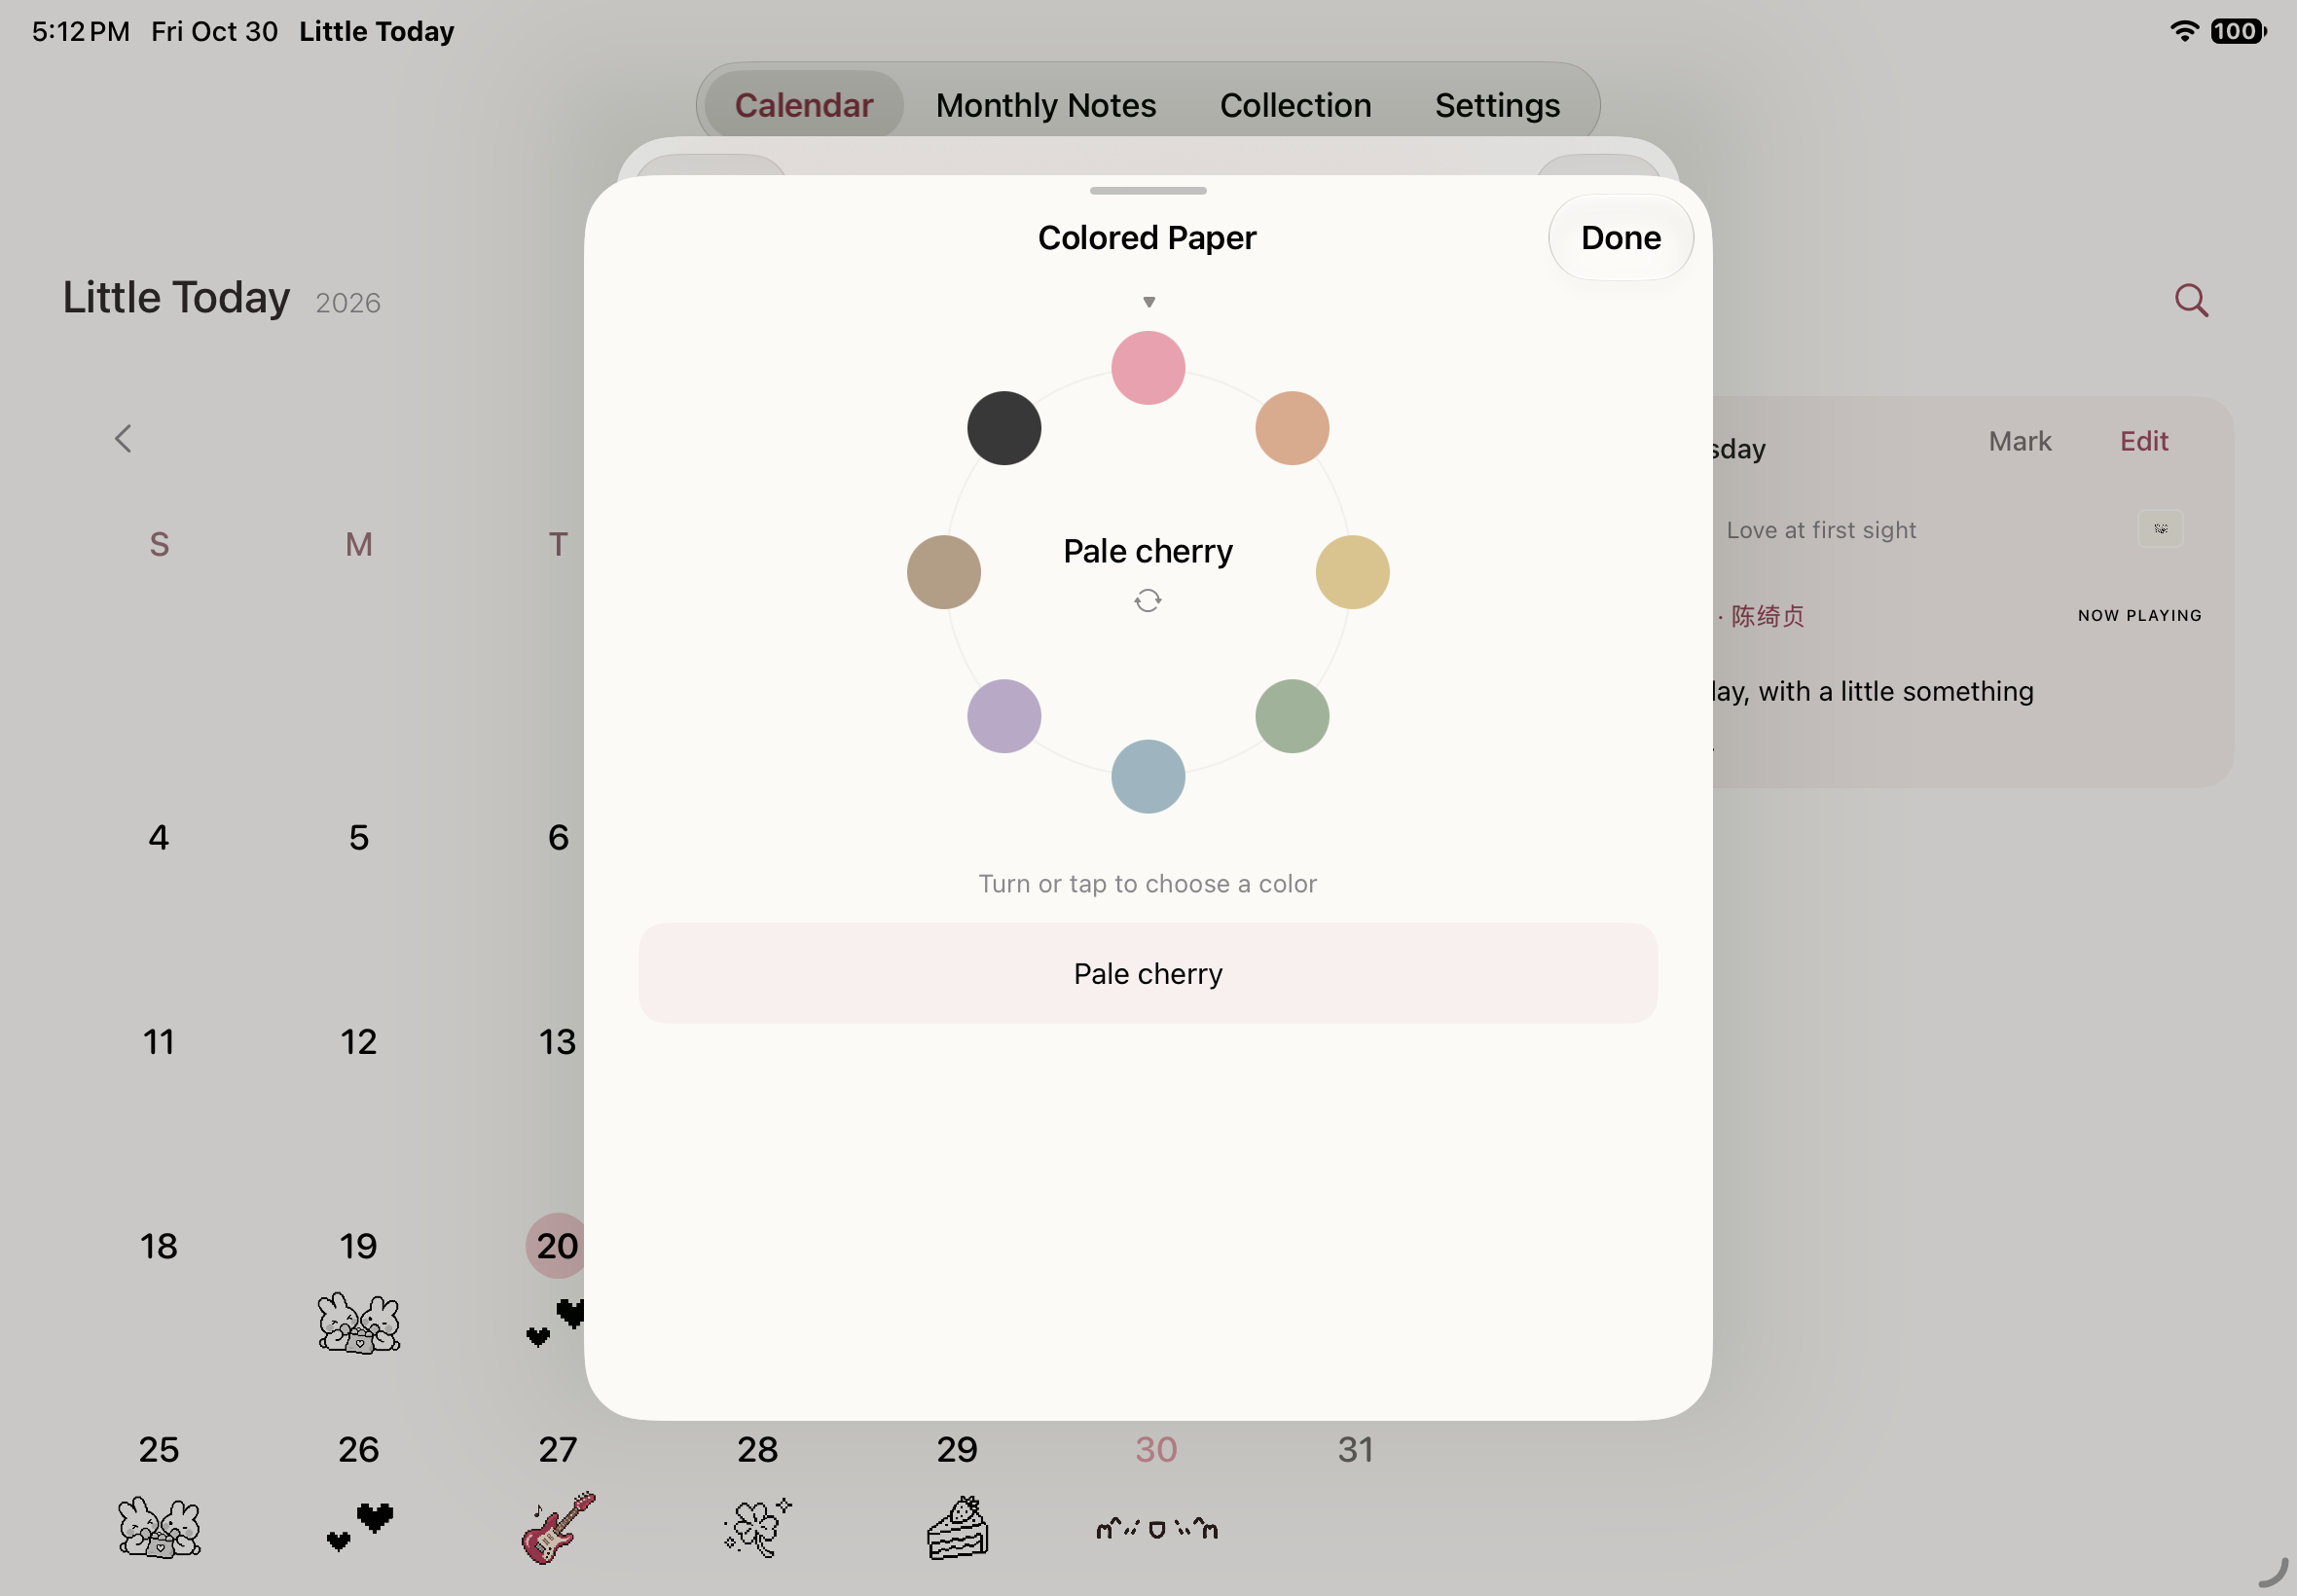 5:12 PM Fri Oct 30 Little Today
100
Calendar Monthly Notes Collection Settings
Colored Paper
Done
Little Today 2026
Mark Edit
Love at first sight
· 陈绮贞
NOW PLAYING
with a little something
S M T
Pale cherry
Turn or tap to choose a color
Pale cherry
4 5 6
11 12 13
18 19 20
25 26 27 28 29 30 31